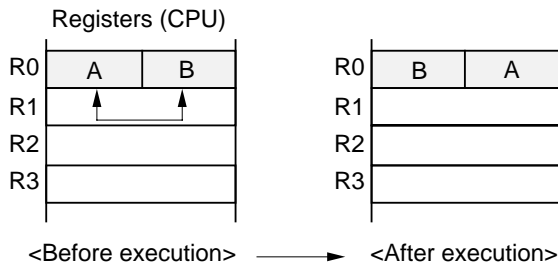 Registers (CPU)
R0 A B R0 B A
R1 R1
R2 R2
R3 R3
<Before execution> <After execution>